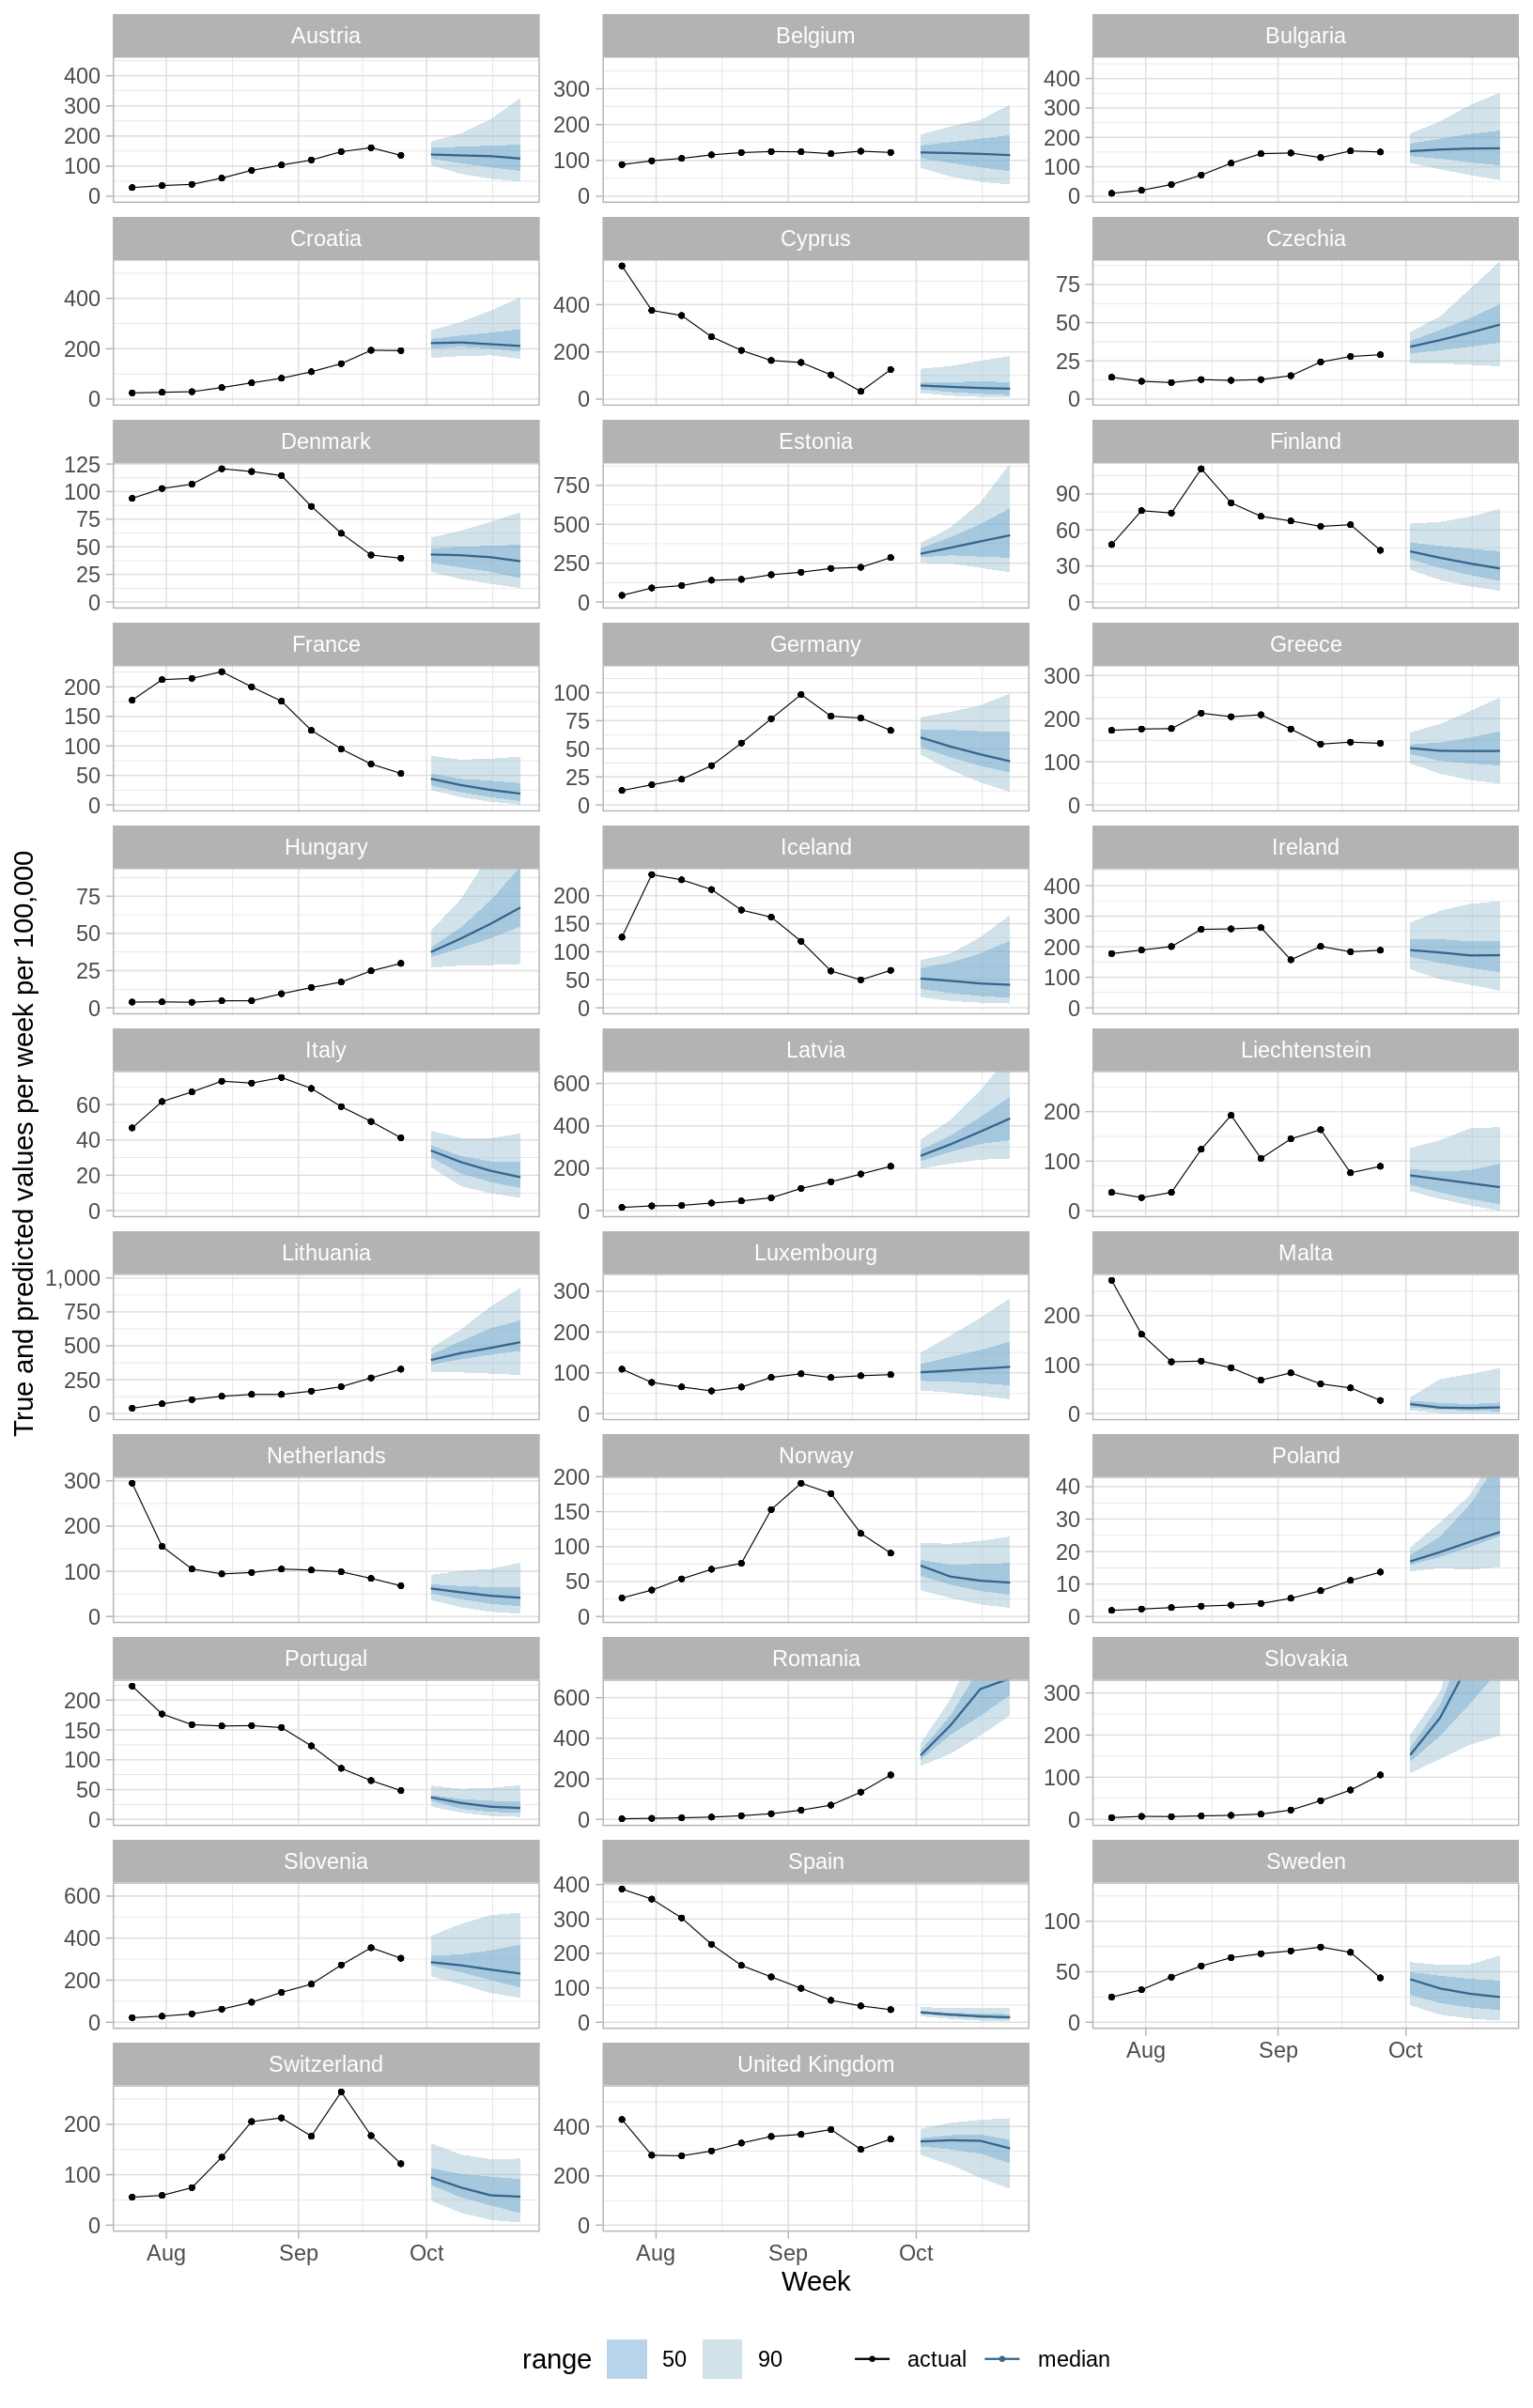 Austria Belgium Bulgaria
400 300 200 100 0
300 200 100 0
400 300 200 100 0
Croatia Cyprus Czechia
400 200 0
400 200 0
75 50 25 0
Denmark Estonia Finland
125 100 75 50 25 0
750 500 250 0
90 60 30 0
France Germany Greece
200 150 100 50 0
100 75 50 25 0
300 200 100 0
Hungary Iceland Ireland
75 50 25 0
200 150 100 50 0
400 300 200 100 0
Italy Latvia Liechtenstein
60 40 20 0
600 400 200 0
200 100 0
Lithuania Luxembourg Malta
1,000 750 500 250 0
300 200 100 0
200 100 0
Netherlands Norway Poland
300 200 100 0
200 150 100 50 0
40 30 20 10 0
Portugal Romania Slovakia
200 150 100 50 0
600 400 200 0
300 200 100 0
Slovenia Spain Sweden
600 400 200 0
400 300 200 100 0
100 50 0
Aug Sep Oct
Switzerland United Kingdom
200 100 0
400 200 0
Aug Sep Oct Aug Sep Oct
True and predicted values per week per 100,000
Week
range 50 90 actual median